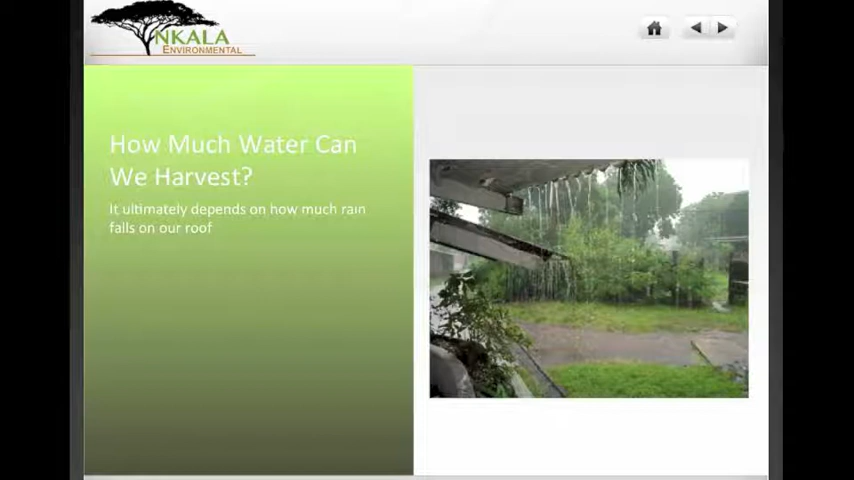 NKALA
ENVIRONMENTAL
How Much Water Can
We Harvest?
It ultimately depends on how much rain
falls on our roof